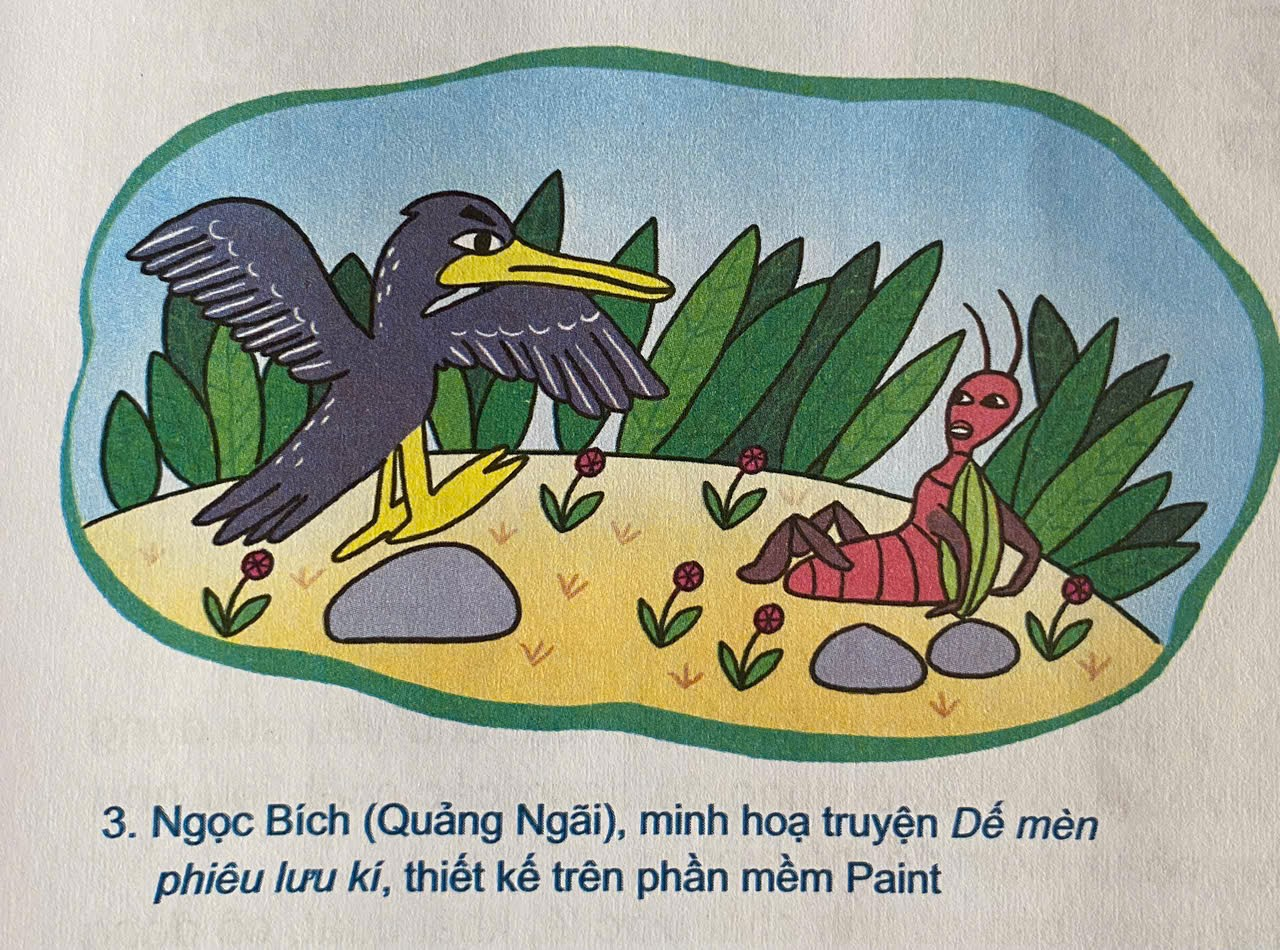 3. Ngọc Bích (Quảng Ngãi), minh hoạ truyện Dế mèn
phiêu lưu kí, thiết kế trên phần mềm Paint